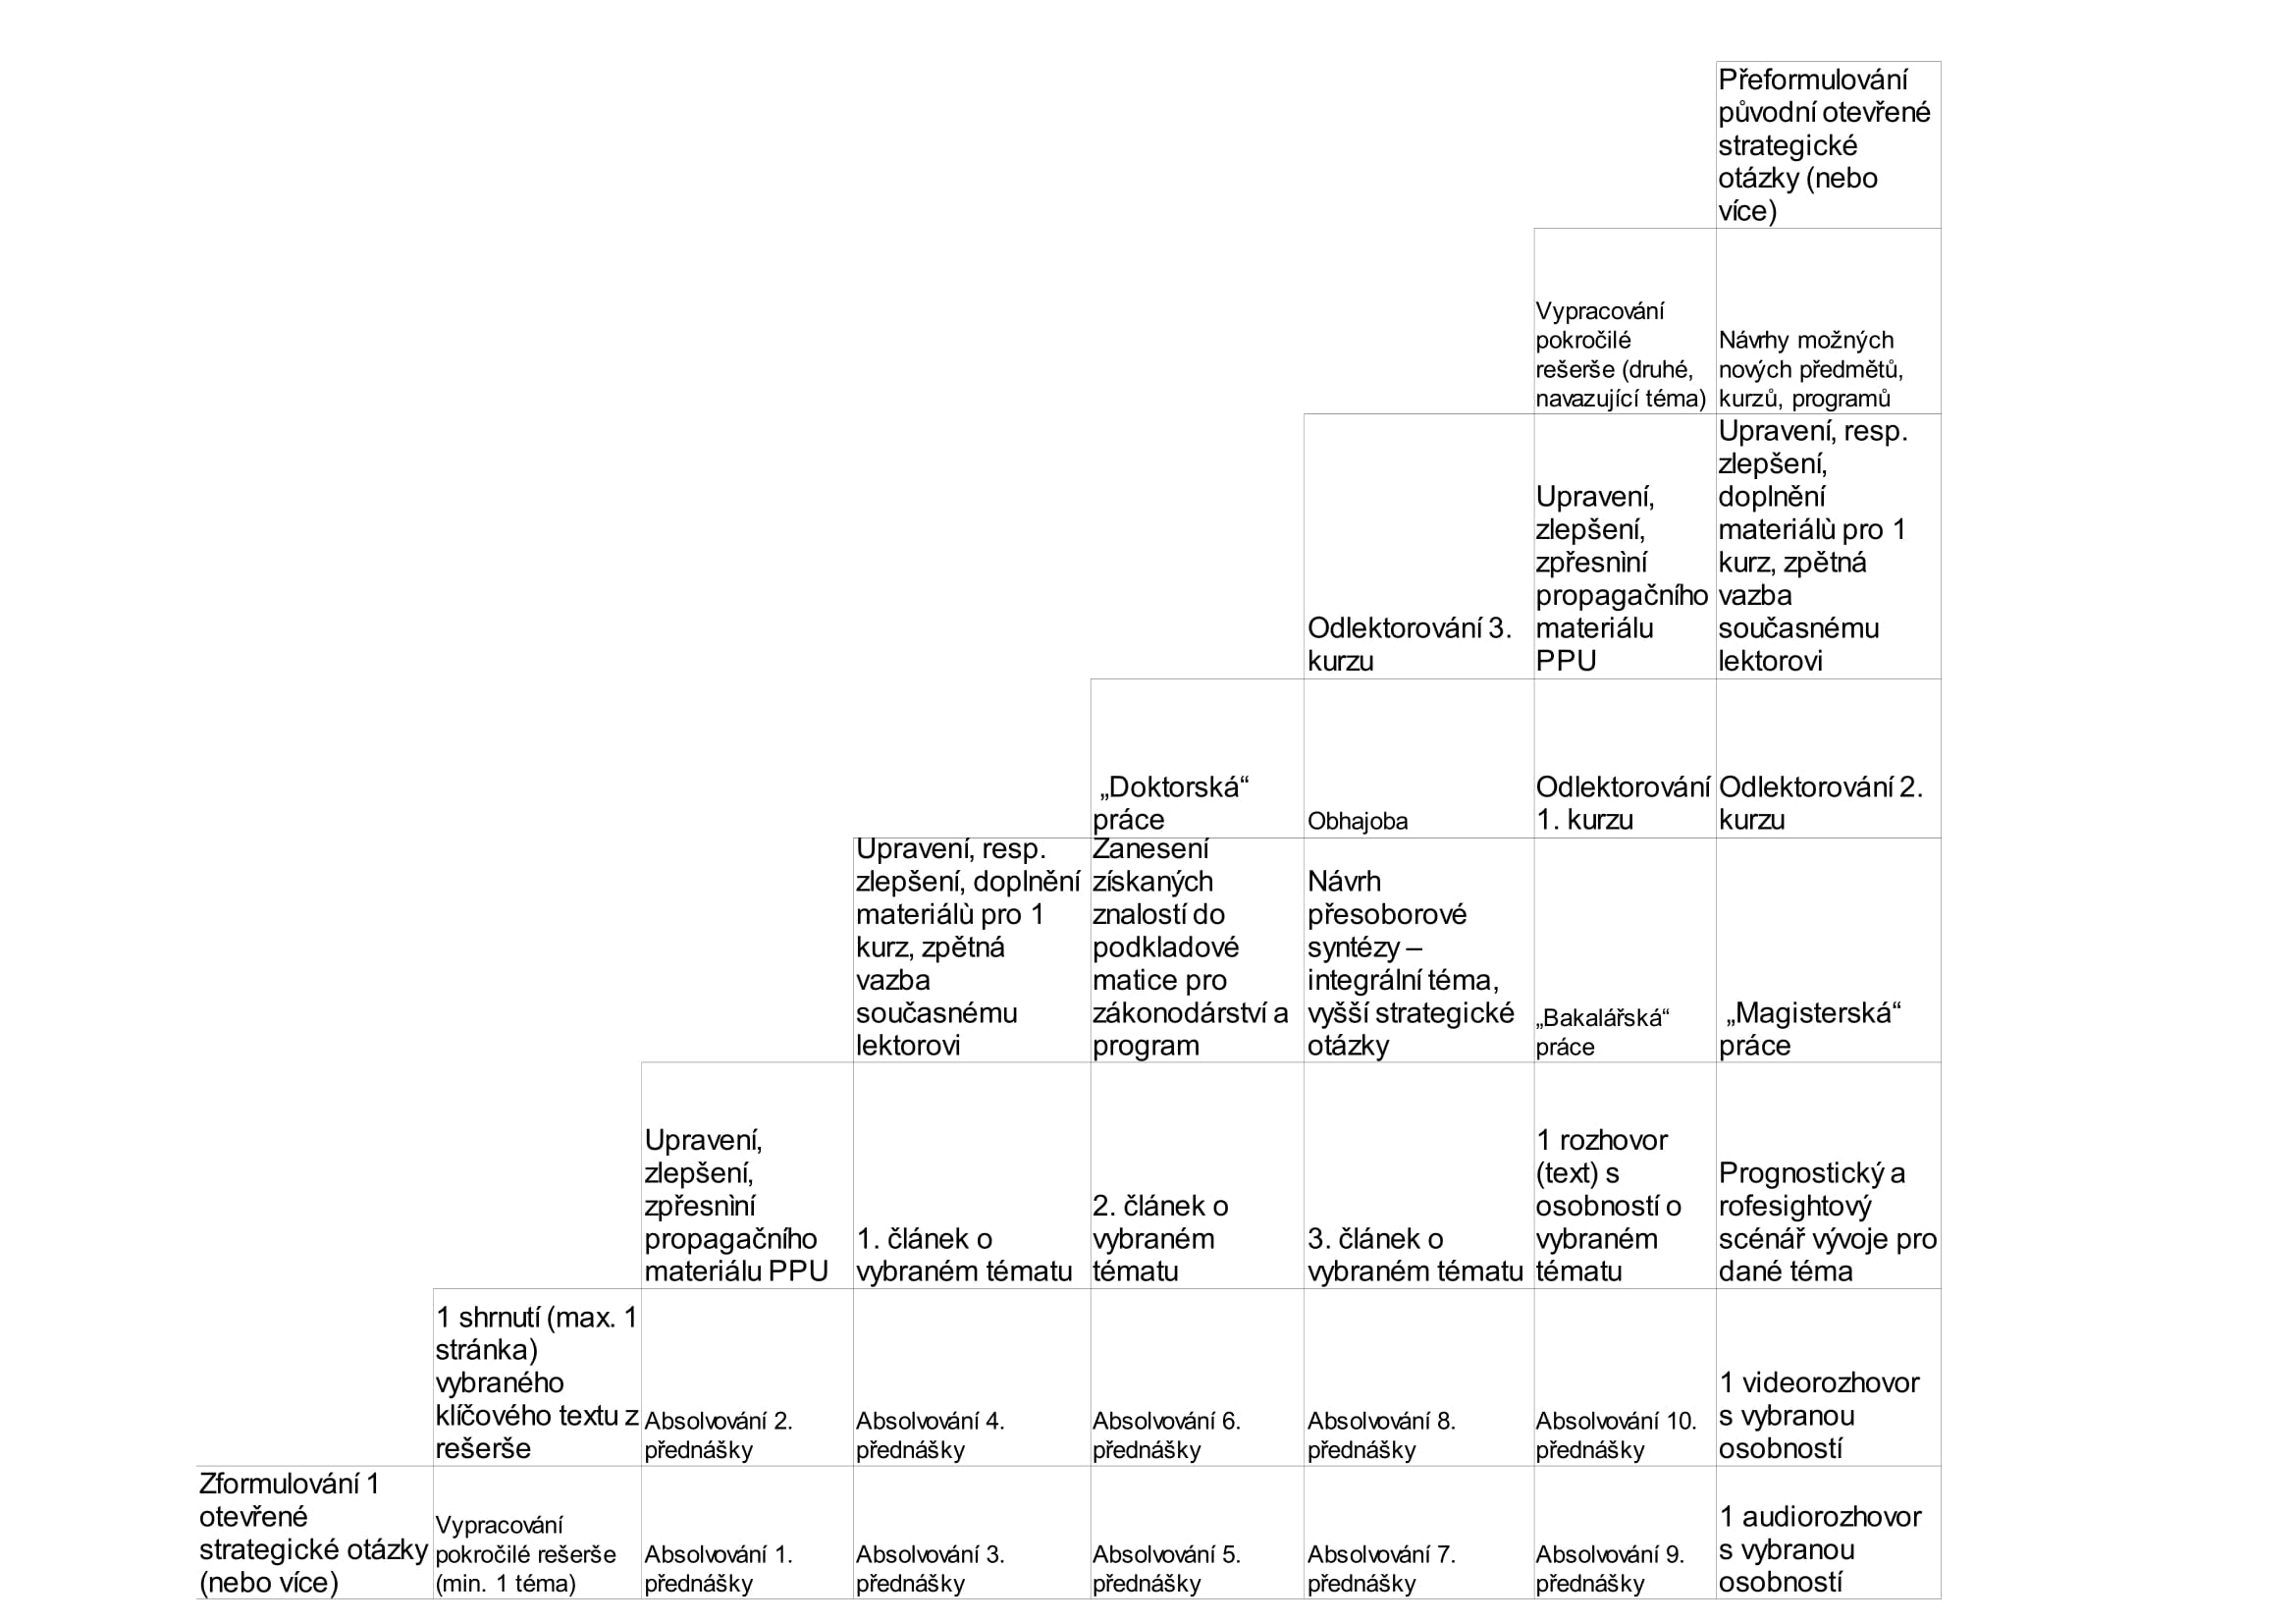 Přeformulování
původní otevřené
strategické
otázky (nebo
více)
Vypracování
pokročilé
rešerše (druhé,
navazující téma)
Návrhy možných
nových předmětů,
kurzů, programů
Odlektorování 3.
kurzu
Upravení,
zlepšení,
zpřesnìní
propagačního
materiálu
PPU
Upravení, resp.
zlepšení,
doplnění
materiálù pro 1
kurz, zpětná
vazba
současnému
lektorovi
„Doktorská“
práce
Obhajoba
Odlektorování
1. kurzu
Odlektorování 2.
kurzu
Upravení, resp.
zlepšení, doplnění
materiálù pro 1
kurz, zpětná
vazba
současnému
lektorovi
Zanesení
získaných
znalostí do
podkladové
matice pro
zákonodárství a
program
Návrh
přesoborové
syntézy –
integrální téma,
vyšší strategické
otázky
„Bakalářská“
práce
„Magisterská“
práce
Upravení,
zlepšení,
zpřesnìní
propagačního
materiálu PPU
1. článek o
vybraném tématu
2. článek o
vybraném
tématu
3. článek o
vybraném tématu
1 rozhovor
(text) s
osobností o
vybraném
tématu
Prognostický a
rofesightový
scénář vývoje pro
dané téma
1 shrnutí (max. 1
stránka)
vybraného
klíčového textu z
rešerše
Absolvování 2.
přednášky
Absolvování 4.
přednášky
Absolvování 6.
přednášky
Absolvování 8.
přednášky
Absolvování 10.
přednášky
1 videorozhovor
s vybranou
osobností
Zformulování 1
otevřené
strategické otázky
(nebo více)
Vypracování
pokročilé rešerše
(min. 1 téma)
Absolvování 1.
přednášky
Absolvování 3.
přednášky
Absolvování 5.
přednášky
Absolvování 7.
přednášky
Absolvování 9.
přednášky
1 audiorozhovor
s vybranou
osobností